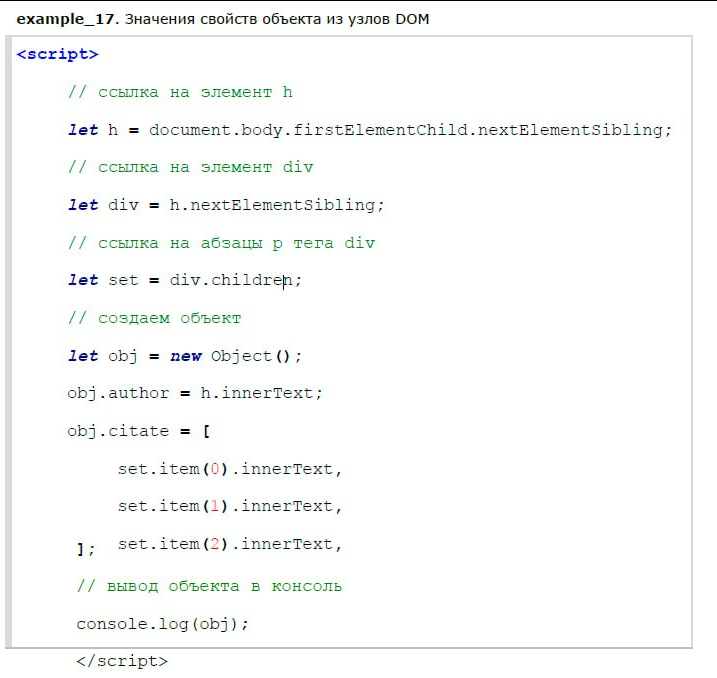 example_17. Значения свойств объекта из узлов DOM
<script>
// ссылка на элемент h
let h = document.body.firstElementChild.nextElementSibling;
// ссылка на элемент div
let div = h.nextElementSibling;
// ссылка на абзацы p тега div
let set = div.children;
// создаем объект
let obj = new Object();
obj.author = h.innerText;
obj.citate = [
set.item(0).innerText,
set.item(1).innerText,
]; set.item(2).innerText,
// вывод объекта в консоль
console.log(obj);
</script>